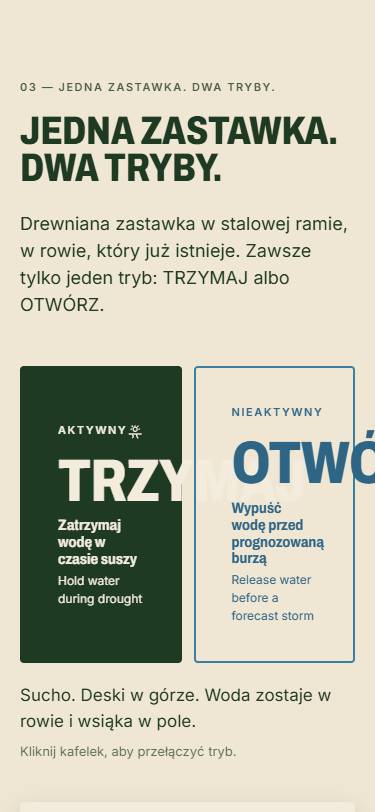 03 — JEDNA ZASTAWKA. DWA TRYBY.
JEDNA ZASTAWKA.
DWA TRYBY.
Drewniana zastawka w stalowej ramie,
w rowie, który już istnieje. Zawsze
tylko jeden tryb: TRZYMAJ albo
OTWÓRZ.
AKTYWNY
TRZYMAJ
Zatrzymaj
wodę w
czasie suszy
Hold water
during drought
NIEAKTYWNY
OTWÓ
Wypuść
wodę przed
prognozowaną
burzą
Release water
before a
forecast storm
Sucho. Deski w górze. Woda zostaje w
rowie i wsiąka w pole.
Kliknij kafelek, aby przełączyć tryb.